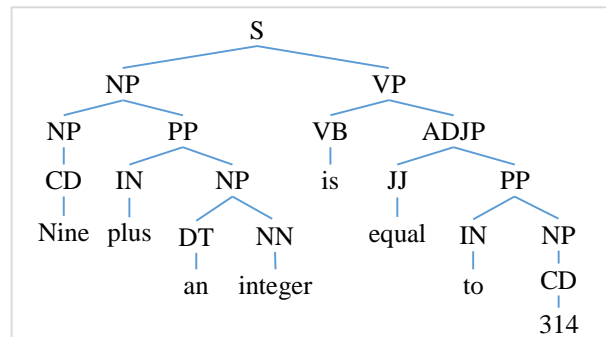 S
NP VP
NP PP VB ADJP
CD IN NP is JJ PP
Nine plus DT NN equal IN NP
an integer to CD
314